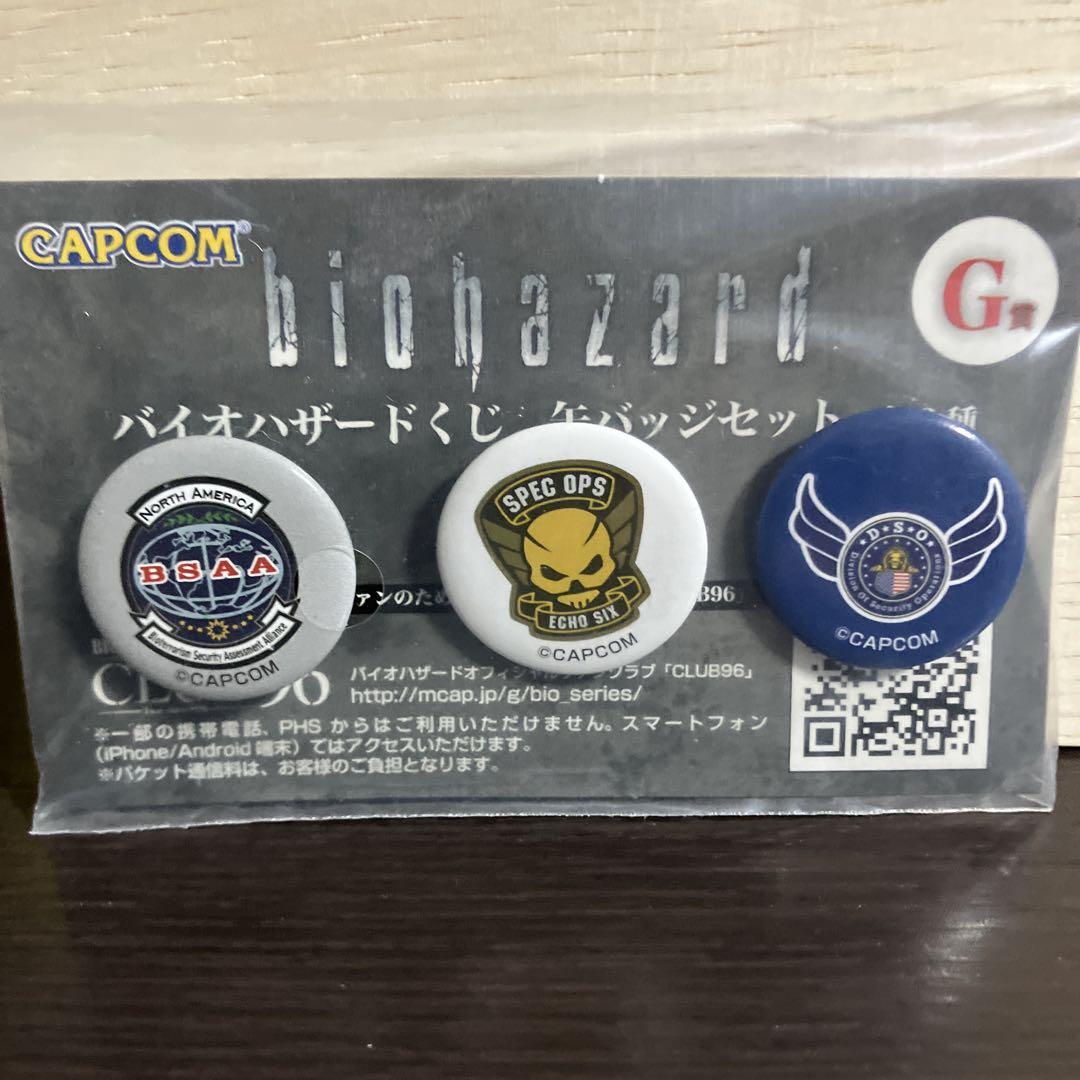 CAPCOM
biohazard
G賞
バイオハザードくじ 缶バッジセット
NORTH AMERICA
BSAA
Bioterrorism Security Assessment Alliance
©CAPCOM
SPEC OPS
ECHO SIX
©CAPCOM
D·S·O
Division Of Security Operations
©CAPCOM
ァンのため
バイオハザードオフィシャルファンクラブ「CLUB96」
http://mcap.jp/g/bio_series/
※一部の携帯電話、PHS からはご利用いただけません。スマートフォン
(iPhone/Android 端末) てはアクセスいただけます。
※パケット通信料は、お客様のご負担となります。